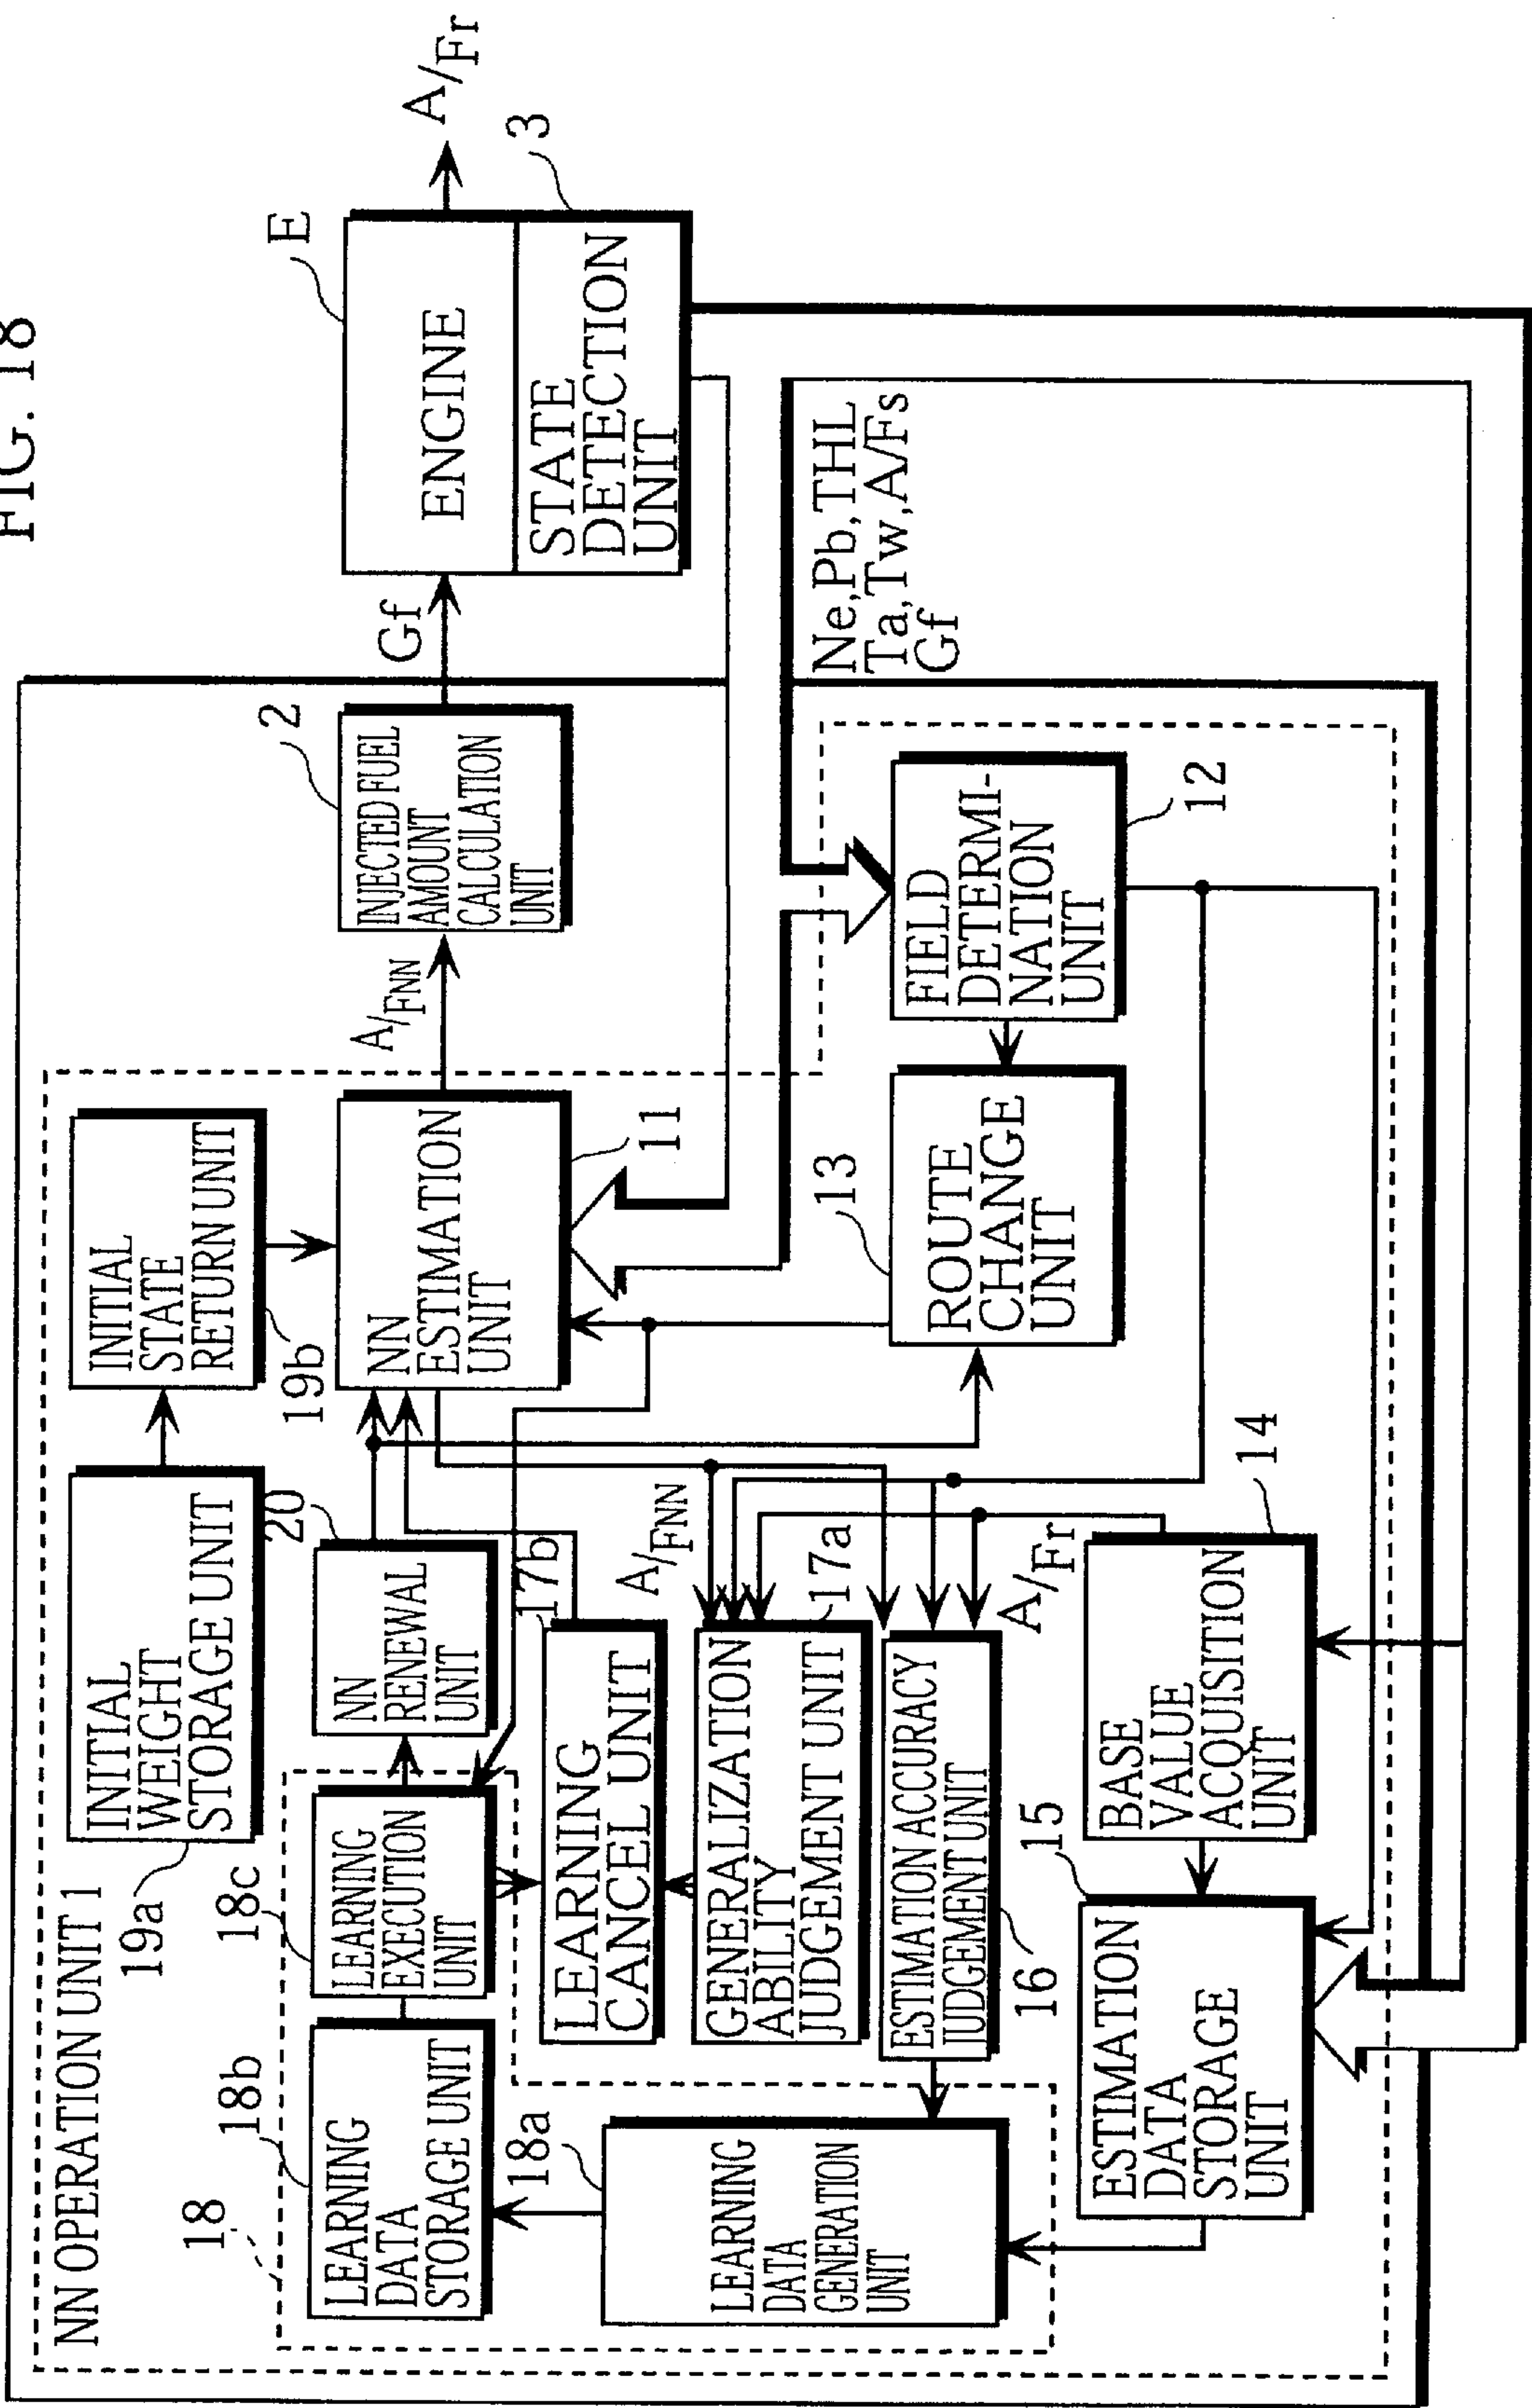 FIG. 18
NN OPERATION UNIT 1
19a
INITIAL
WEIGHT
STORAGE UNIT
INITIAL
STATE
RETURN UNIT
19b
18
18b
LEARNING
DATA
STORAGE UNIT
18c
LEARNING
EXECUTION
UNIT
20
NN
RENEWAL
UNIT
NN
ESTIMATION
UNIT
11
A/FNN
2
INJECTED FUEL
AMOUNT
CALCULATION
UNIT
Gf
E
ENGINE
STATE
DETECTION
UNIT
3
A/Fr
17b
LEARNING
CANCEL UNIT
A/FNN
18a
LEARNING
DATA
GENERATION
UNIT
GENERALIZATION
ABILITY
JUDGEMENT UNIT
17a
ESTIMATION ACCURACY
JUDGEMENT UNIT
16
A/Fr
13
ROUTE
CHANGE
UNIT
FIELD
DETERMI-
NATION
UNIT
12
Ne,Pb,THL
Ta,Tw,A/Fs
Gf
15
ESTIMATION
DATA
STORAGE
UNIT
14
BASE
VALUE
ACQUISITION
UNIT